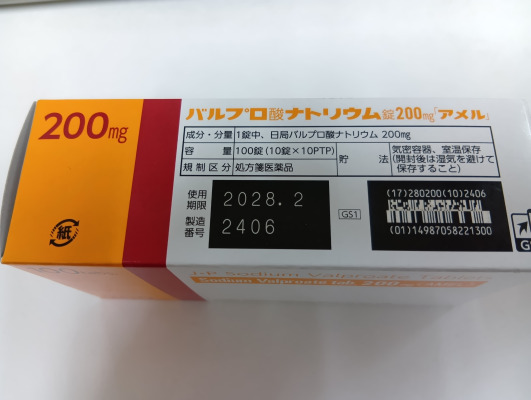 200mg
バルプロ酸ナトリウム錠200mg「アメル」
成分・分量 1錠中、日局バルプロ酸ナトリウム 200mg
容量 100錠(10錠×10PTP)
貯法 気密容器、室温保存
(開封後は湿気を避けて
保存すること)
規制区分 処方箋医薬品
使用
期限 2028.2
製造
番号 2406
GS1
(17)280200(10)2406
(01)14987058221300
紙
J.P. Sodium Valproate Tablets
Sodium Valproate tab. 200